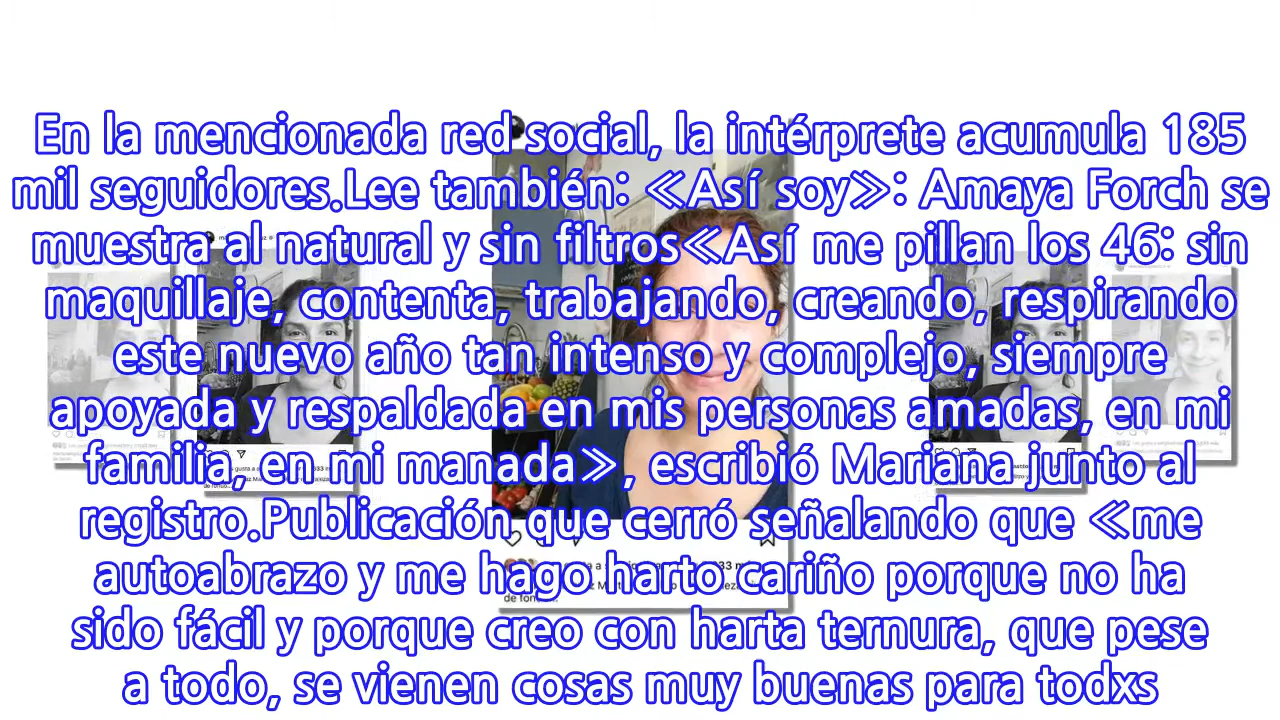 En la mencionada red social, la intérprete acumula 185
mil seguidores.Lee también: ≪Así soy≫: Amaya Forch se
muestra al natural y sin filtros≪Así me pillan los 46: sin
maquillaje, contenta, trabajando, creando, respirando
este nuevo año tan intenso y complejo, siempre
apoyada y respaldada en mis personas amadas, en mi
familia, en mi manada≫, escribió Mariana junto al
registro.Publicación que cerró señalando que ≪me
autoabrazo y me hago harto cariño porque no ha
sido fácil y porque creo con harta ternura, que pese
a todo, se vienen cosas muy buenas para todxs